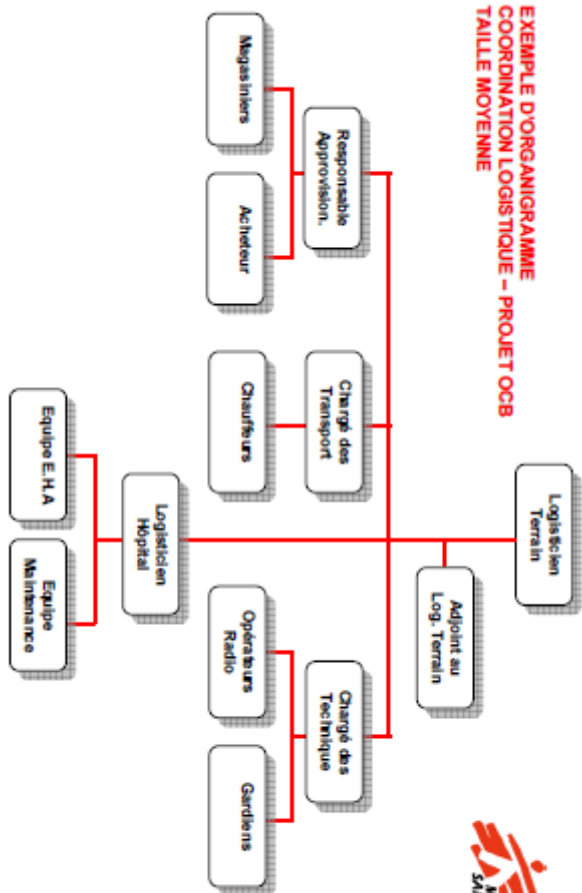 EXEMPLE D'ORGANIGRAMME
COORDINATION LOGISTIQUE – PROJET OCB
TAILLE MOYENNE
Logisticien
Terrain
Adjoint au
Log. Terrain
Responsable
Approvision.
Chargé des
Transport
Chargé des
Technique
Magasiniers
Acheteur
Chauffeurs
Opérateurs
Radio
Gardiens
Logisticien
Hôpital
Equipe E.H.A
Equipe
Maintenance